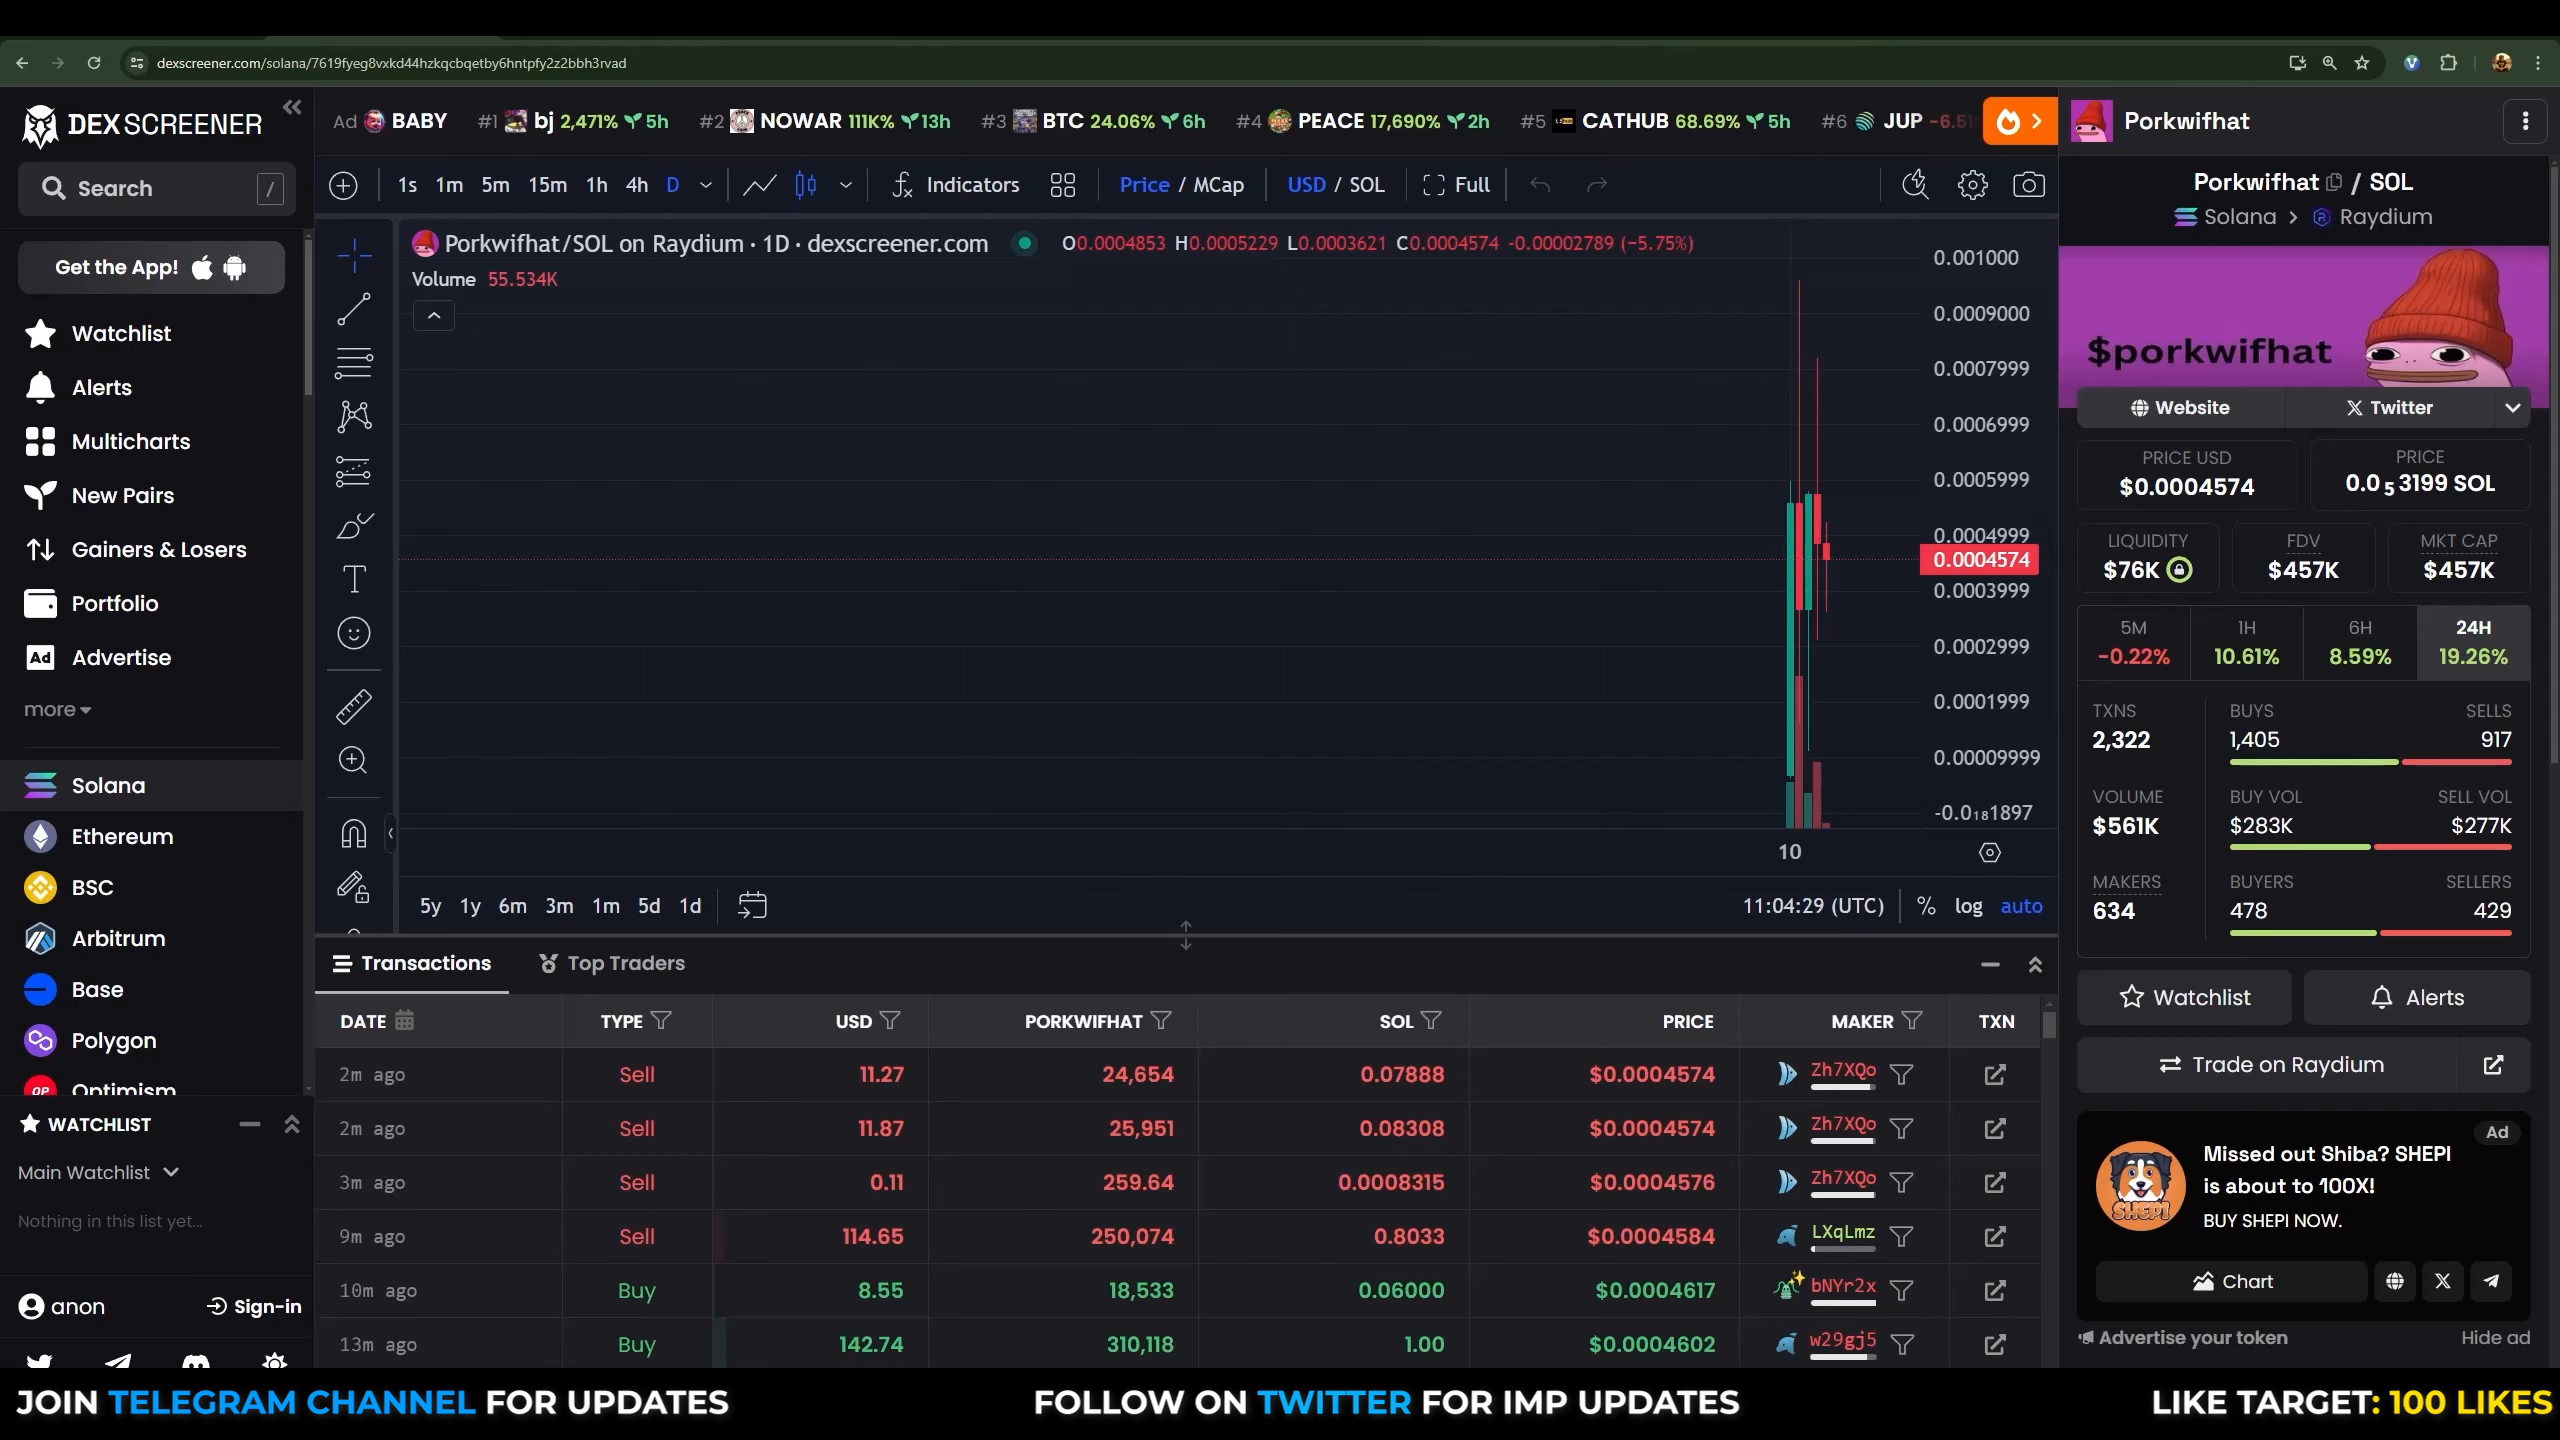 dexscreener.com/solana/7619fyeg8vxkd44hzkqcbqetby6hntpfy2z2bbh3rvad
DEX SCREENER
Search /
Get the App!
Watchlist
Alerts
Multicharts
New Pairs
Gainers & Losers
Portfolio
Ad Advertise
more
Solana
Ethereum
BSC
Arbitrum
Base
Polygon
OP Optimism
WATCHLIST
Main Watchlist
Nothing in this list yet...
anon Sign-in
Ad BABY #1 bj 2,471% 5h #2 NOWAR 111K% 13h #3 BTC 24.06% 6h #4 PEACE 17,690% 2h #5 CATHUB 68.69% 5h #6 JUP
1s 1m 5m 15m 1h 4h D Indicators Price / MCap USD / SOL Full
Porkwifhat/SOL on Raydium · 1D · dexscreener.com O0.0004853 H0.0005229 L0.0003621 C0.0004574 -0.00002789 (−5.75%)
Volume 55.534K
0.001000
0.0009000
0.0007999
0.0006999
0.0005999
0.0004999
0.0004574
0.0003999
0.0002999
0.0001999
0.00009999
-0.0₁₈1897
10
5y 1y 6m 3m 1m 5d 1d 11:04:29 (UTC) % log auto
Transactions Top Traders
DATE TYPE USD PORKWIFHAT SOL PRICE MAKER TXN
2m ago Sell 11.27 24,654 0.07888 $0.0004574 Zh7XQo
2m ago Sell 11.87 25,951 0.08308 $0.0004574 Zh7XQo
3m ago Sell 0.11 259.64 0.0008315 $0.0004576 Zh7XQo
9m ago Sell 114.65 250,074 0.8033 $0.0004584 LXqLmz
10m ago Buy 8.55 18,533 0.06000 $0.0004617 bNYr2x
13m ago Buy 142.74 310,118 1.00 $0.0004602 w29gj5
Porkwifhat
Porkwifhat / SOL
Solana > Raydium
$porkwifhat
Website Twitter
PRICE USD PRICE
$0.0004574 0.0₅3199 SOL
LIQUIDITY FDV MKT CAP
$76K $457K $457K
5M 1H 6H 24H
-0.22% 10.61% 8.59% 19.26%
TXNS BUYS SELLS
2,322 1,405 917
VOLUME BUY VOL SELL VOL
$561K $283K $277K
MAKERS BUYERS SELLERS
634 478 429
Watchlist Alerts
Trade on Raydium
Ad
Missed out Shiba? SHEPI
is about to 100X!
BUY SHEPI NOW.
SHEPI
Chart
Advertise your token Hide ad
JOIN TELEGRAM CHANNEL FOR UPDATES FOLLOW ON TWITTER FOR IMP UPDATES LIKE TARGET: 100 LIKES